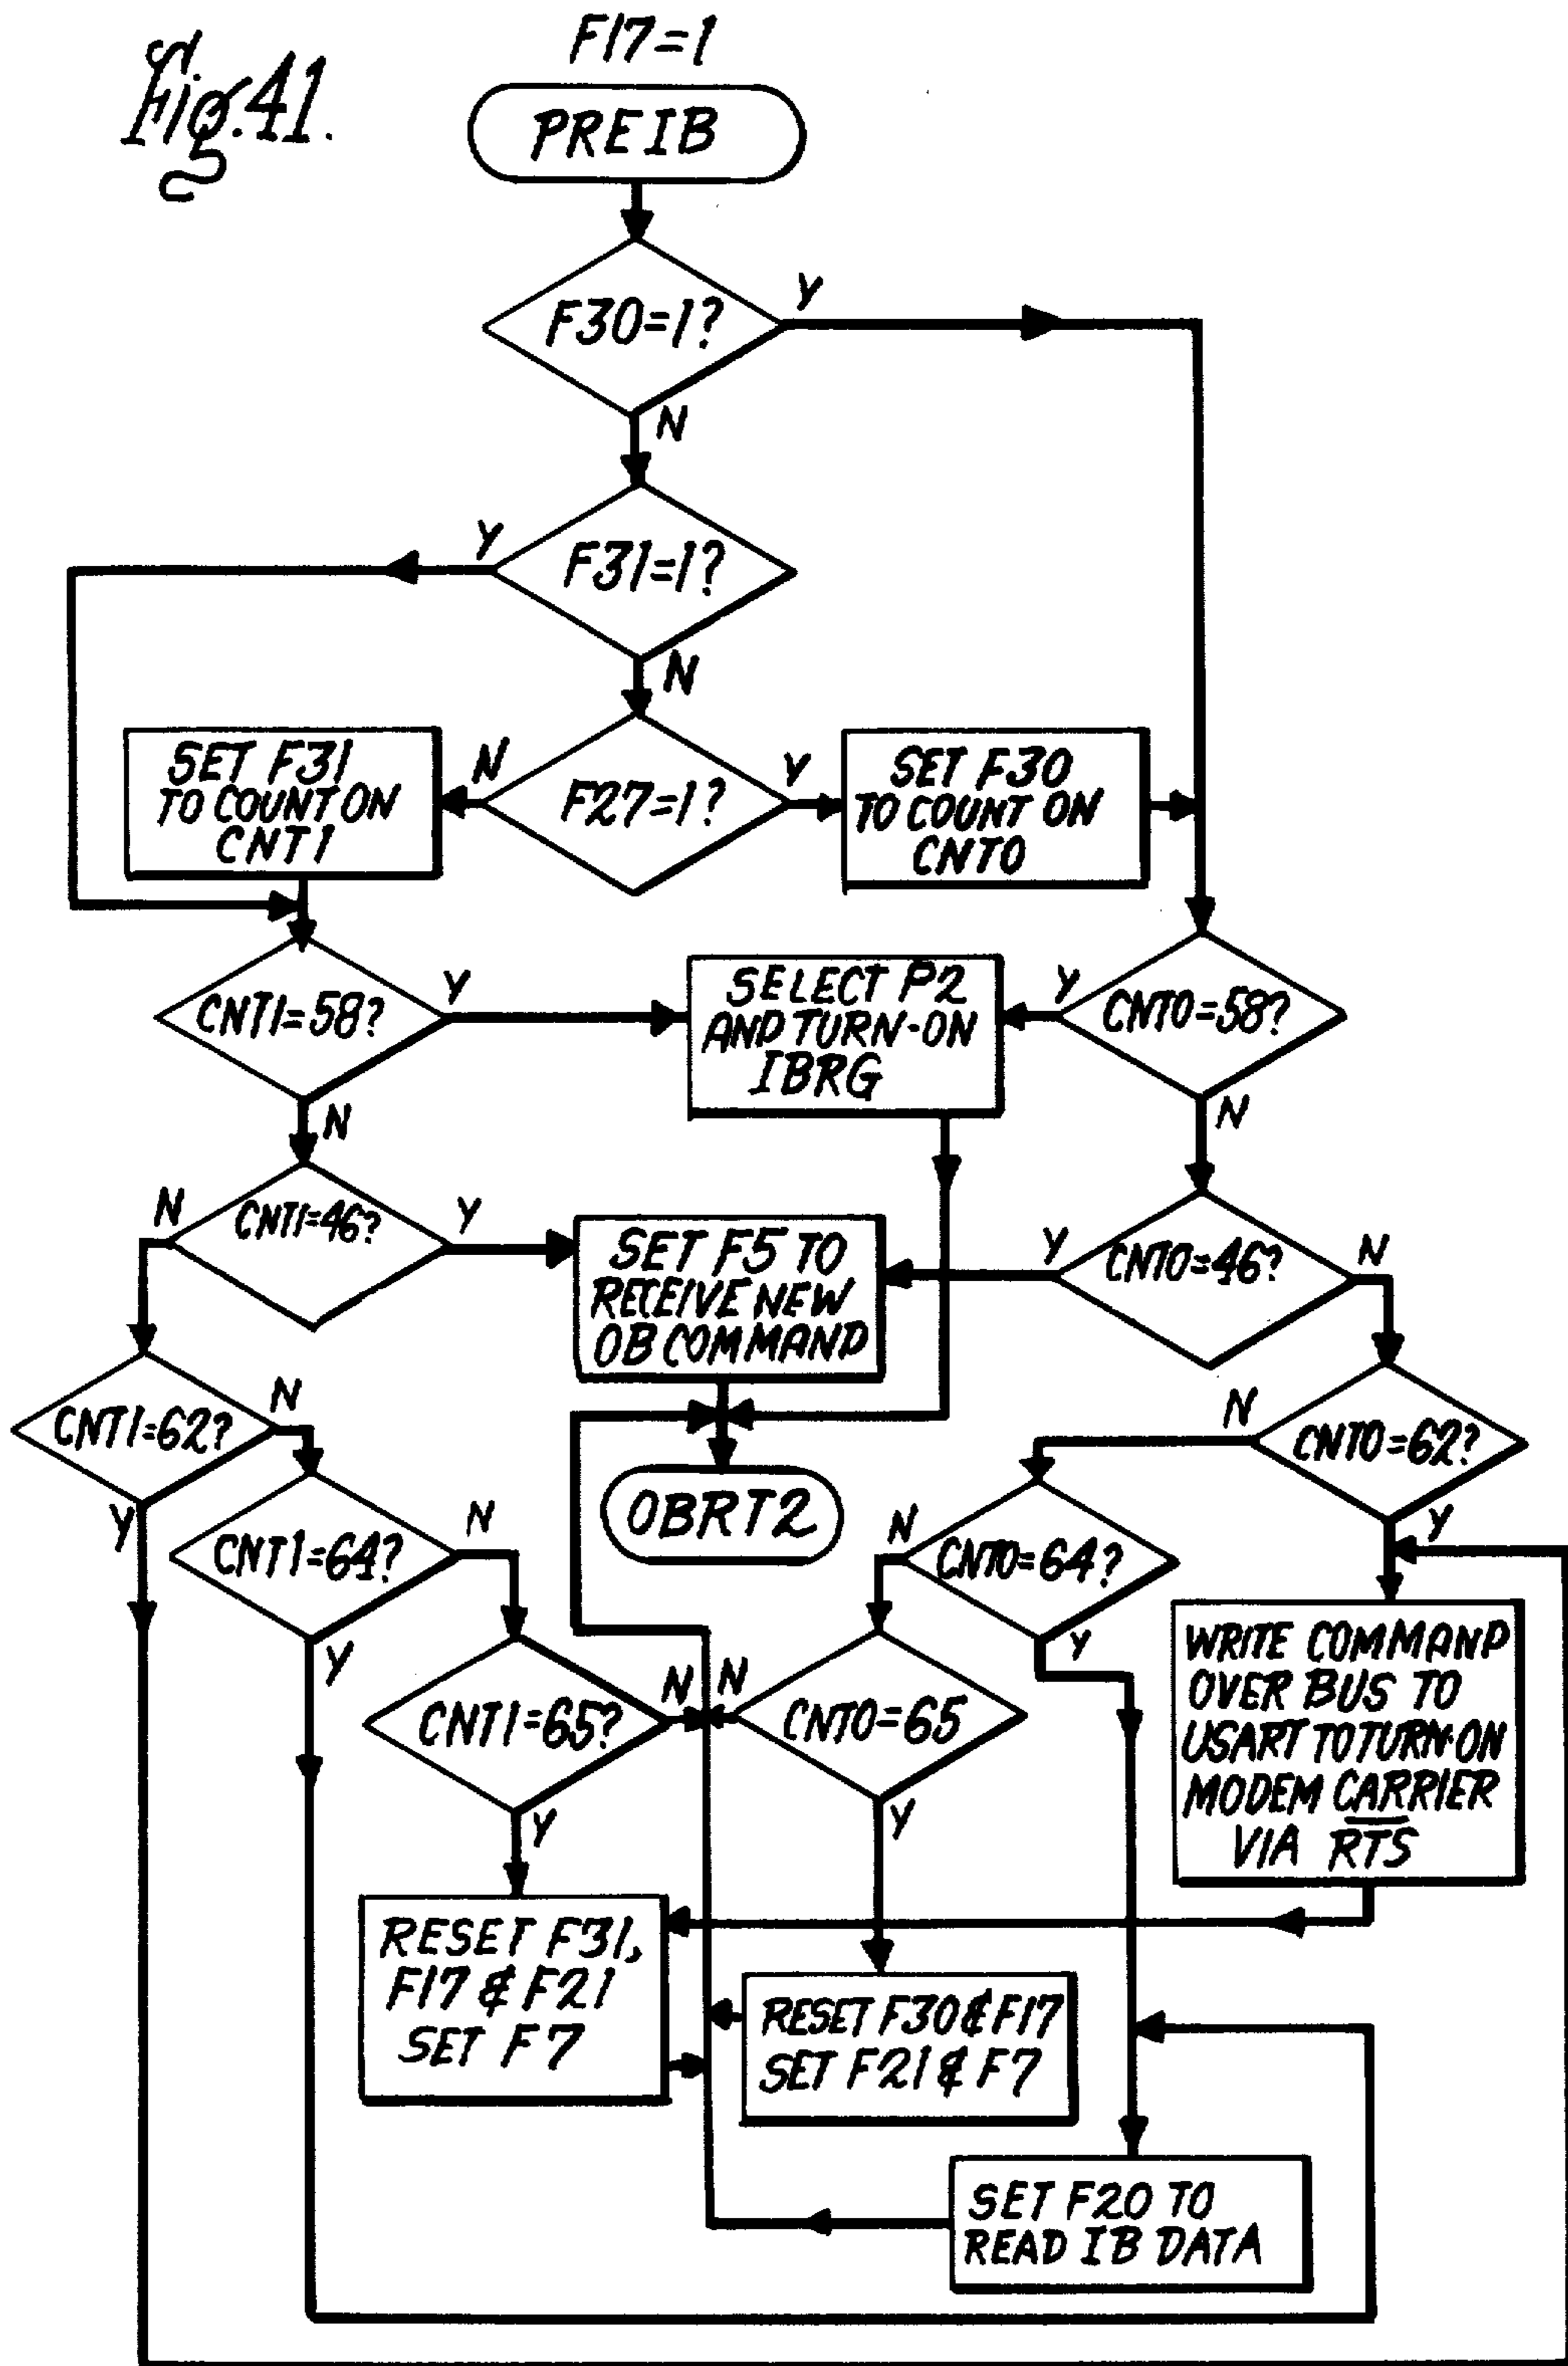 Fig. 41.
F17=1
PREIB
F30=1?
Y
N
F31=1?
Y
N
SET F31
TO COUNT ON
CNT1
N
F27=1?
Y
SET F30
TO COUNT ON
CNT0
CNT1=58?
Y
N
SELECT P2
AND TURN-ON
IBRG
Y
CNT0=58?
N
N
CNT1=46?
Y
SET F5 TO
RECEIVE NEW
OB COMMAND
Y
CNT0=46?
N
CNT1=62?
N
Y
N
CNT0=62?
Y
CNT1=64?
N
Y
OBRT2
N
CNT0=64?
Y
WRITE COMMAND
OVER BUS TO
USART TO TURN-ON
MODEM CARRIER
VIA RTS
CNT1=65?
N
Y
N
CNT0=65
Y
RESET F31,
F17 & F21
SET F7
RESET F30 & F17
SET F21 & F7
SET F20 TO
READ IB DATA